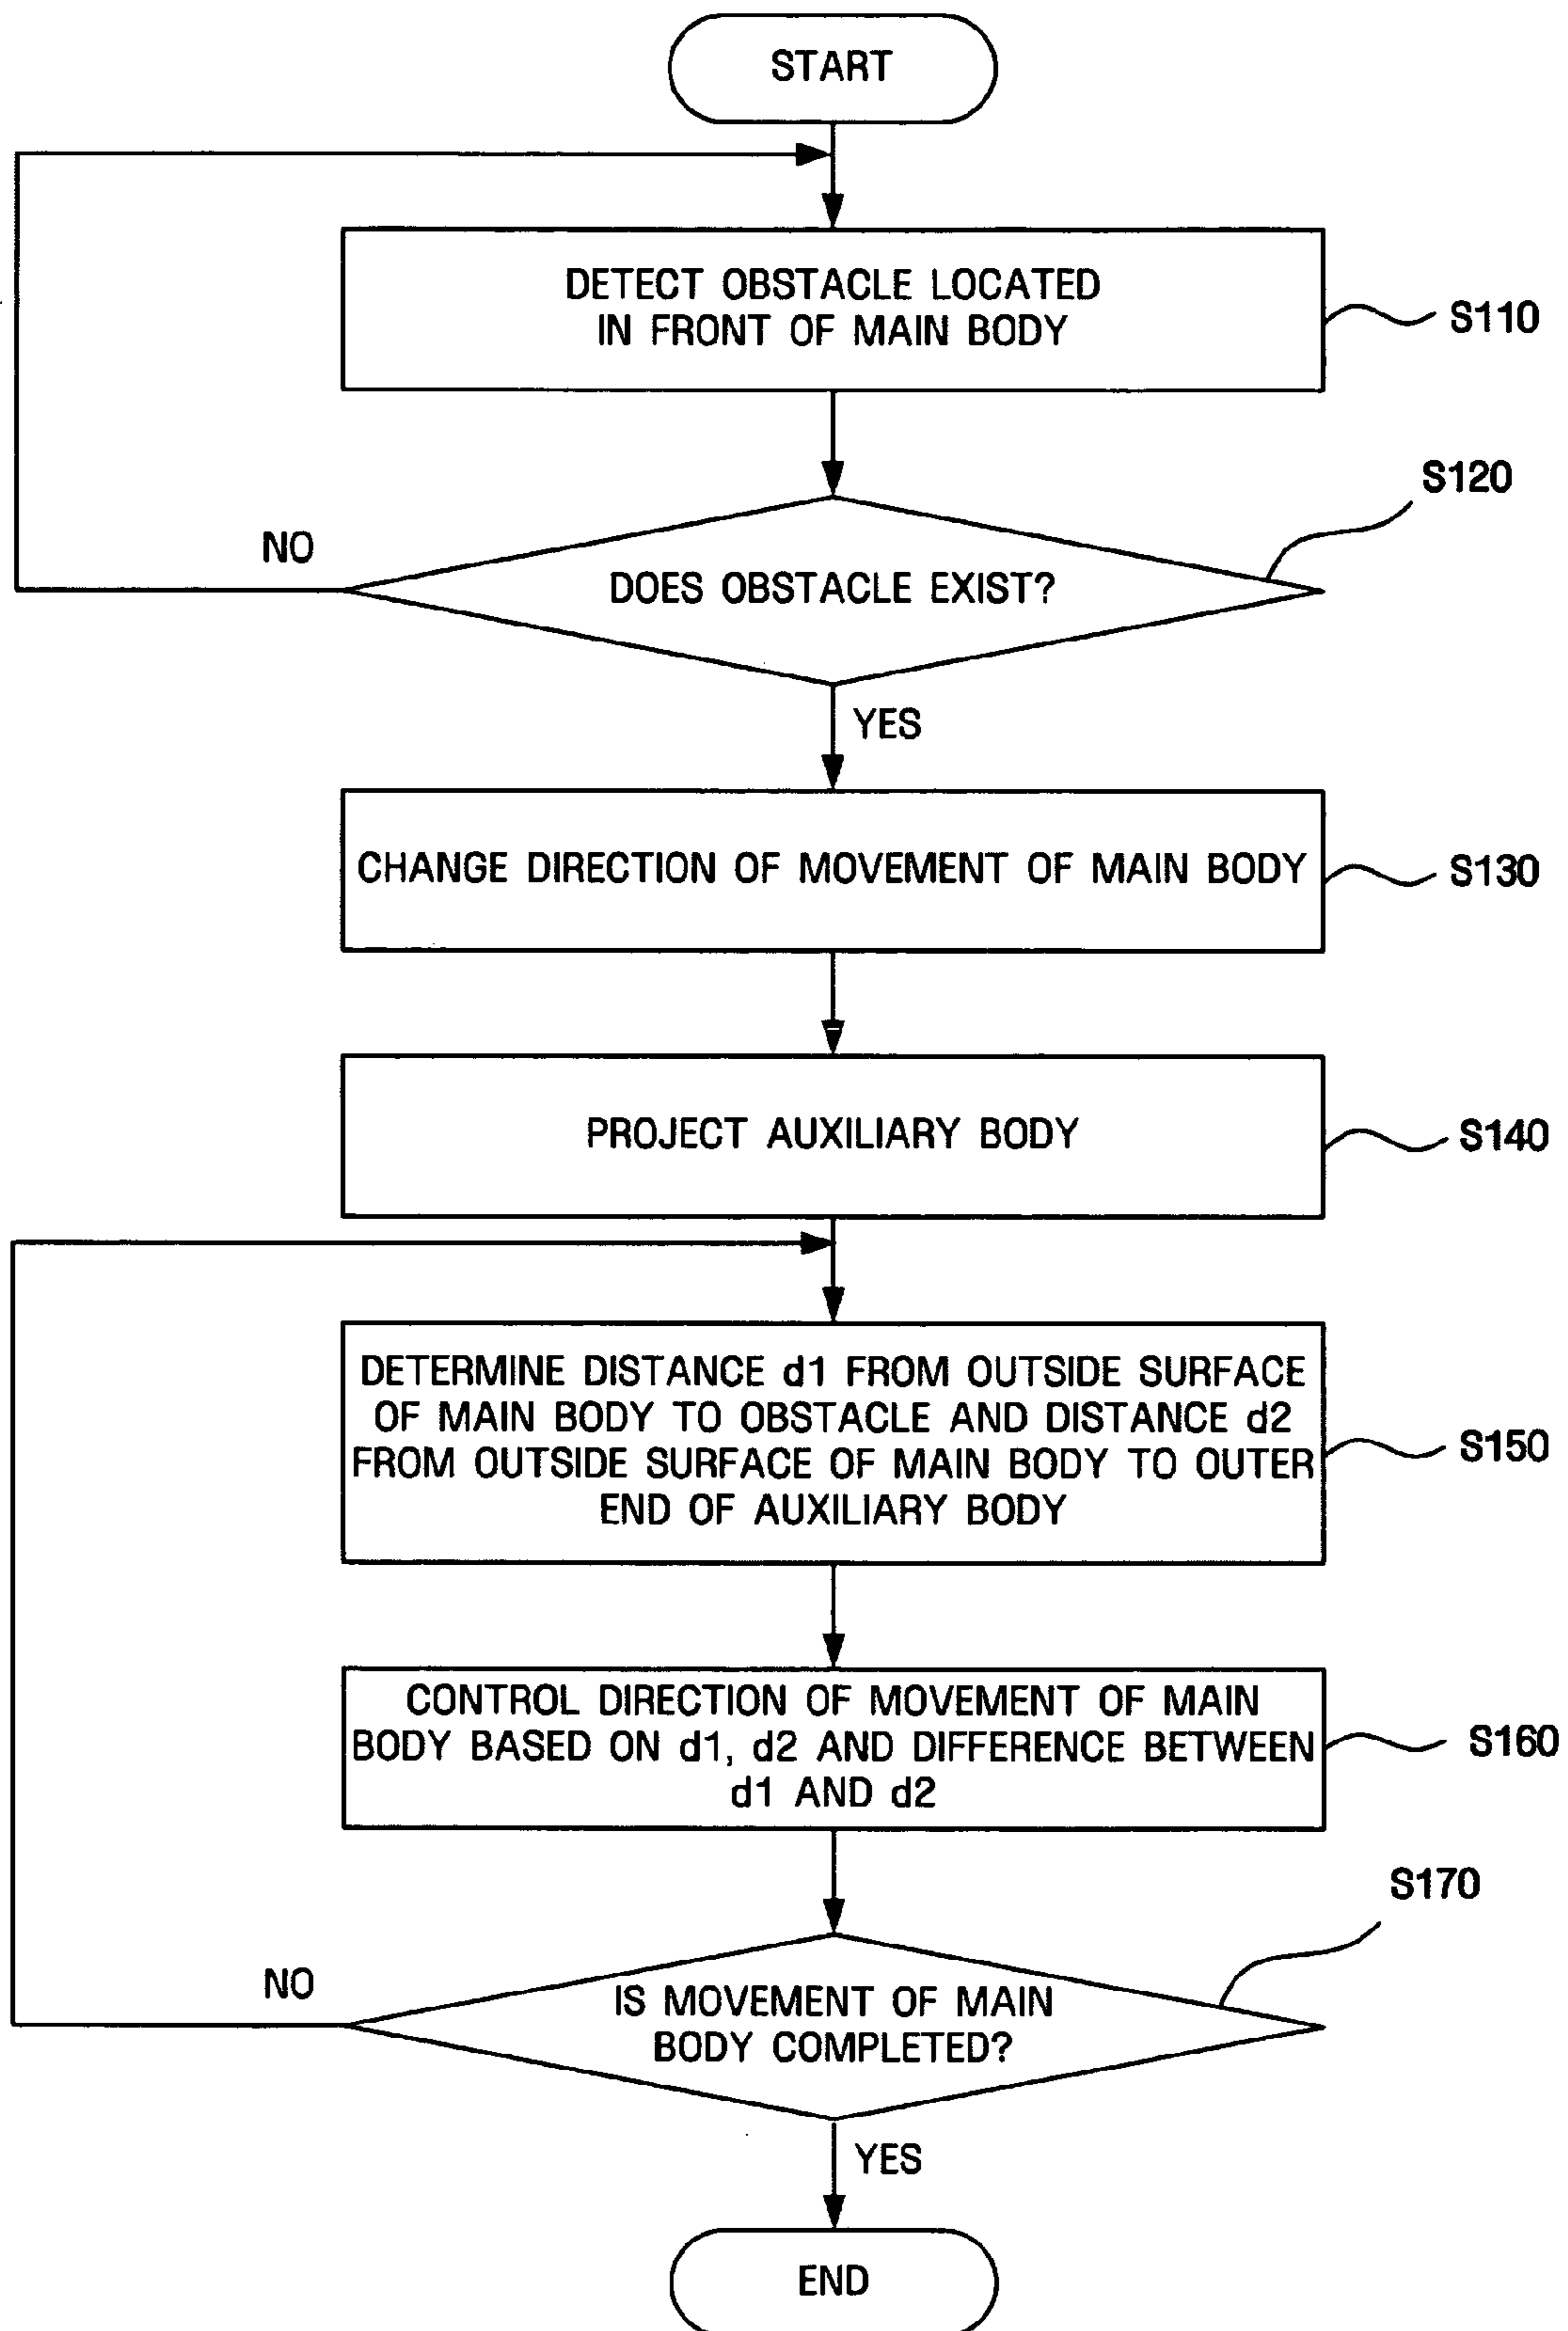 START
DETECT OBSTACLE LOCATED
IN FRONT OF MAIN BODY
S110
S120
NO
DOES OBSTACLE EXIST?
YES
CHANGE DIRECTION OF MOVEMENT OF MAIN BODY
S130
PROJECT AUXILIARY BODY
S140
DETERMINE DISTANCE d1 FROM OUTSIDE SURFACE
OF MAIN BODY TO OBSTACLE AND DISTANCE d2
FROM OUTSIDE SURFACE OF MAIN BODY TO OUTER
END OF AUXILIARY BODY
S150
CONTROL DIRECTION OF MOVEMENT OF MAIN
BODY BASED ON d1, d2 AND DIFFERENCE BETWEEN
d1 AND d2
S160
S170
NO
IS MOVEMENT OF MAIN
BODY COMPLETED?
YES
END